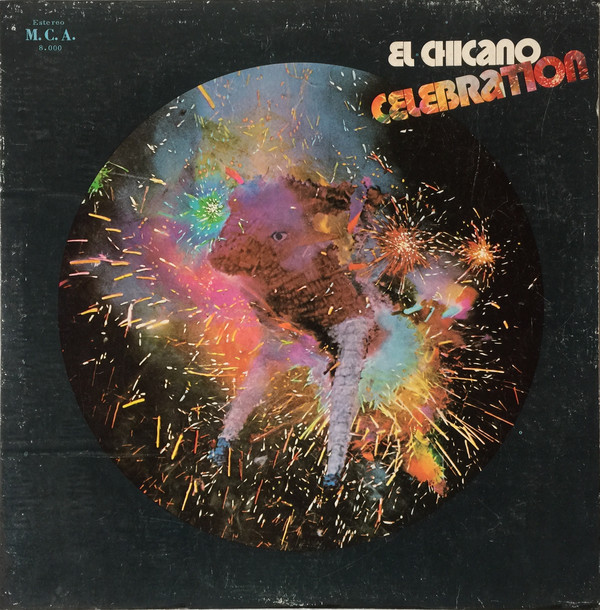 Estereo
M. C. A.
8.000
EL CHICANO
CELEBRATION